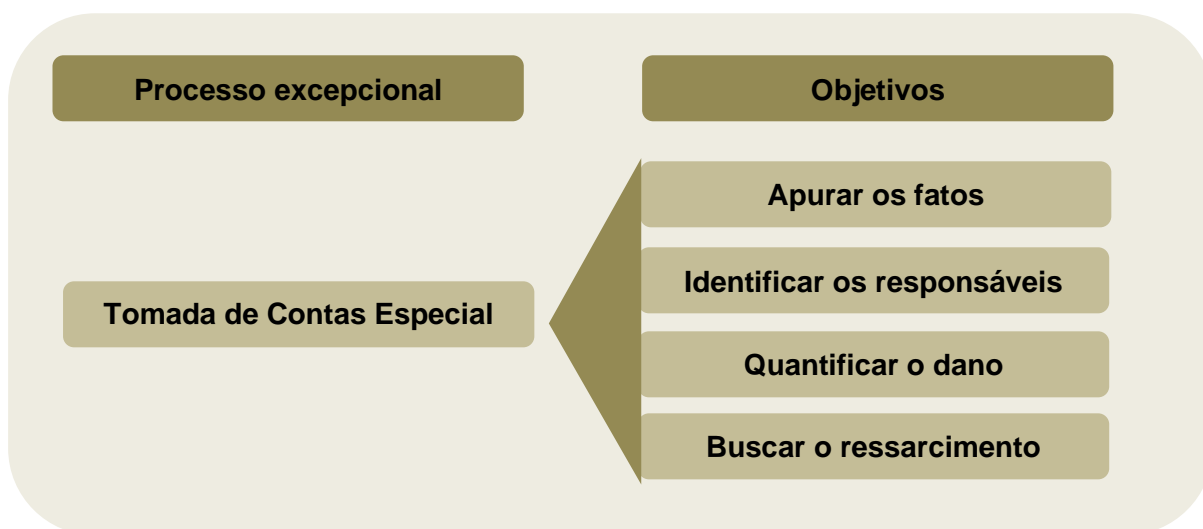 Processo excepcional
Objetivos
Tomada de Contas Especial
Apurar os fatos
Identificar os responsáveis
Quantificar o dano
Buscar o ressarcimento